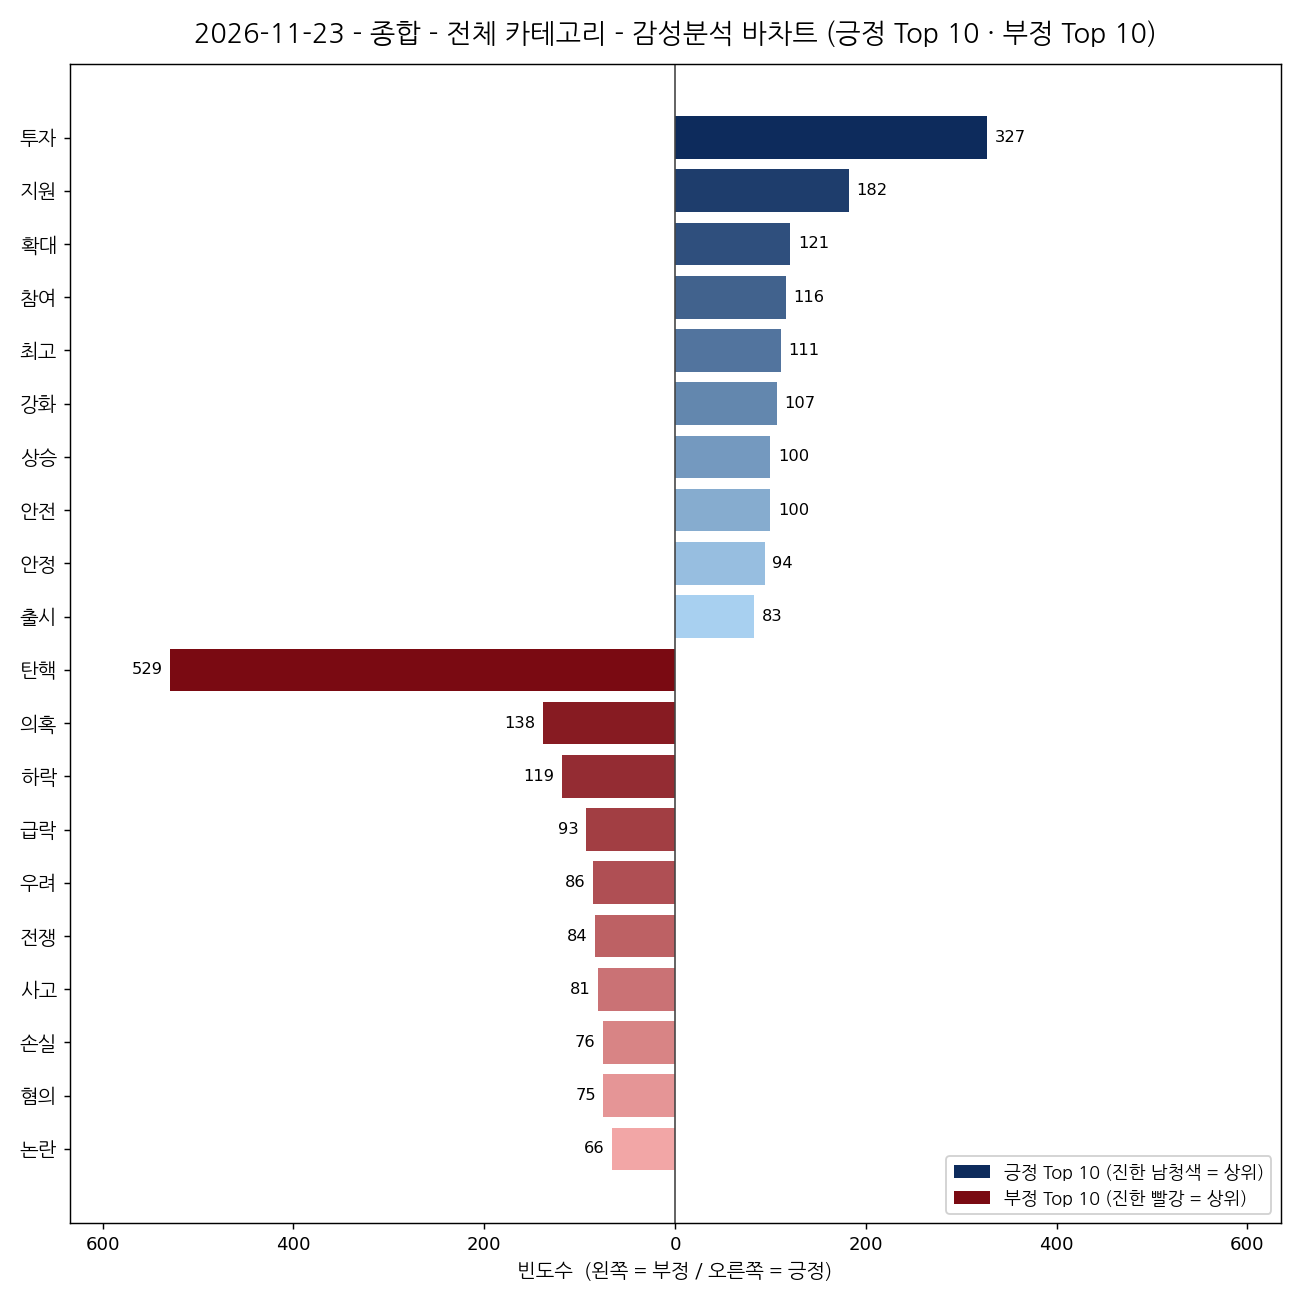 2026-11-23 - 종합 - 전체 카테고리 - 감성분석 바차트 (긍정 Top 10 · 부정 Top 10)
투자 327
지원 182
확대 121
참여 116
최고 111
강화 107
상승 100
안전 100
안정 94
출시 83
탄핵 529
의혹 138
하락 119
급락 93
우려 86
전쟁 84
사고 81
손실 76
혐의 75
논란 66
긍정 Top 10 (진한 남청색 = 상위)
부정 Top 10 (진한 빨강 = 상위)
600 400 200 0 200 400 600
빈도수 (왼쪽 = 부정 / 오른쪽 = 긍정)